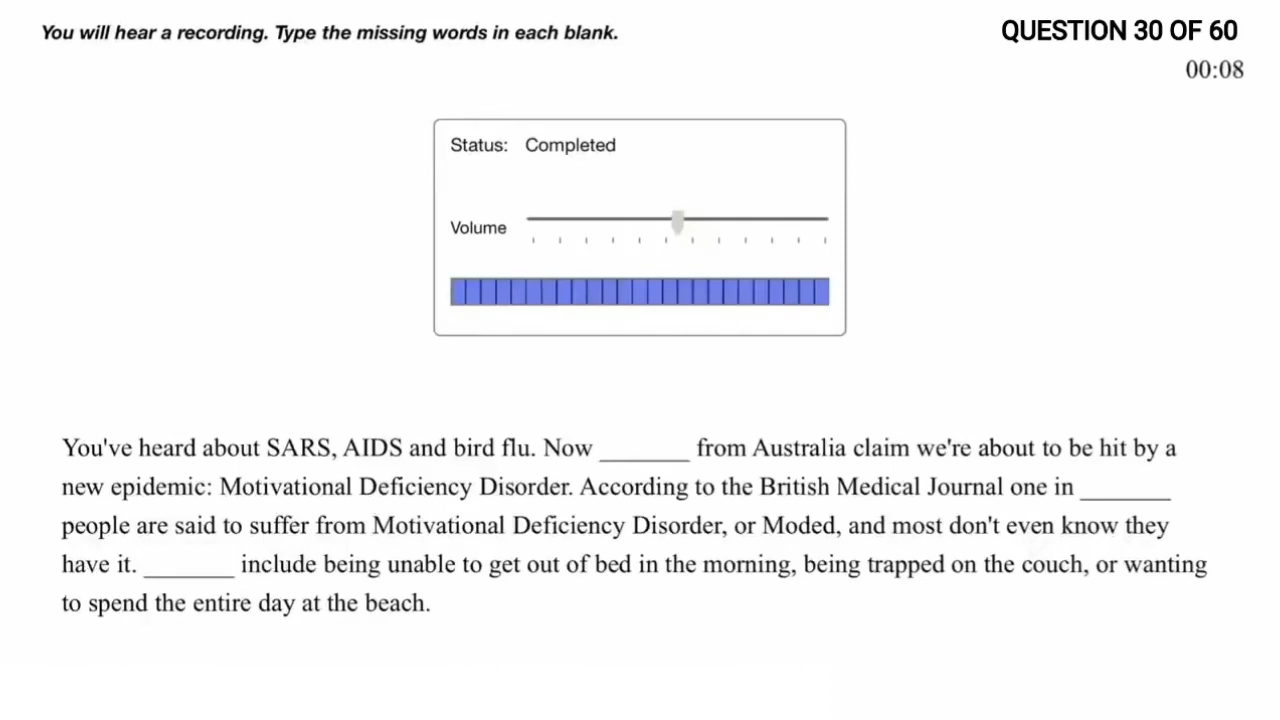 You will hear a recording. Type the missing words in each blank.
QUESTION 30 OF 60
00:08
Status: Completed
Volume
You've heard about SARS, AIDS and bird flu. Now _______ from Australia claim we're about to be hit by a
new epidemic: Motivational Deficiency Disorder. According to the British Medical Journal one in _______
people are said to suffer from Motivational Deficiency Disorder, or Moded, and most don't even know they
have it. _______ include being unable to get out of bed in the morning, being trapped on the couch, or wanting
to spend the entire day at the beach.